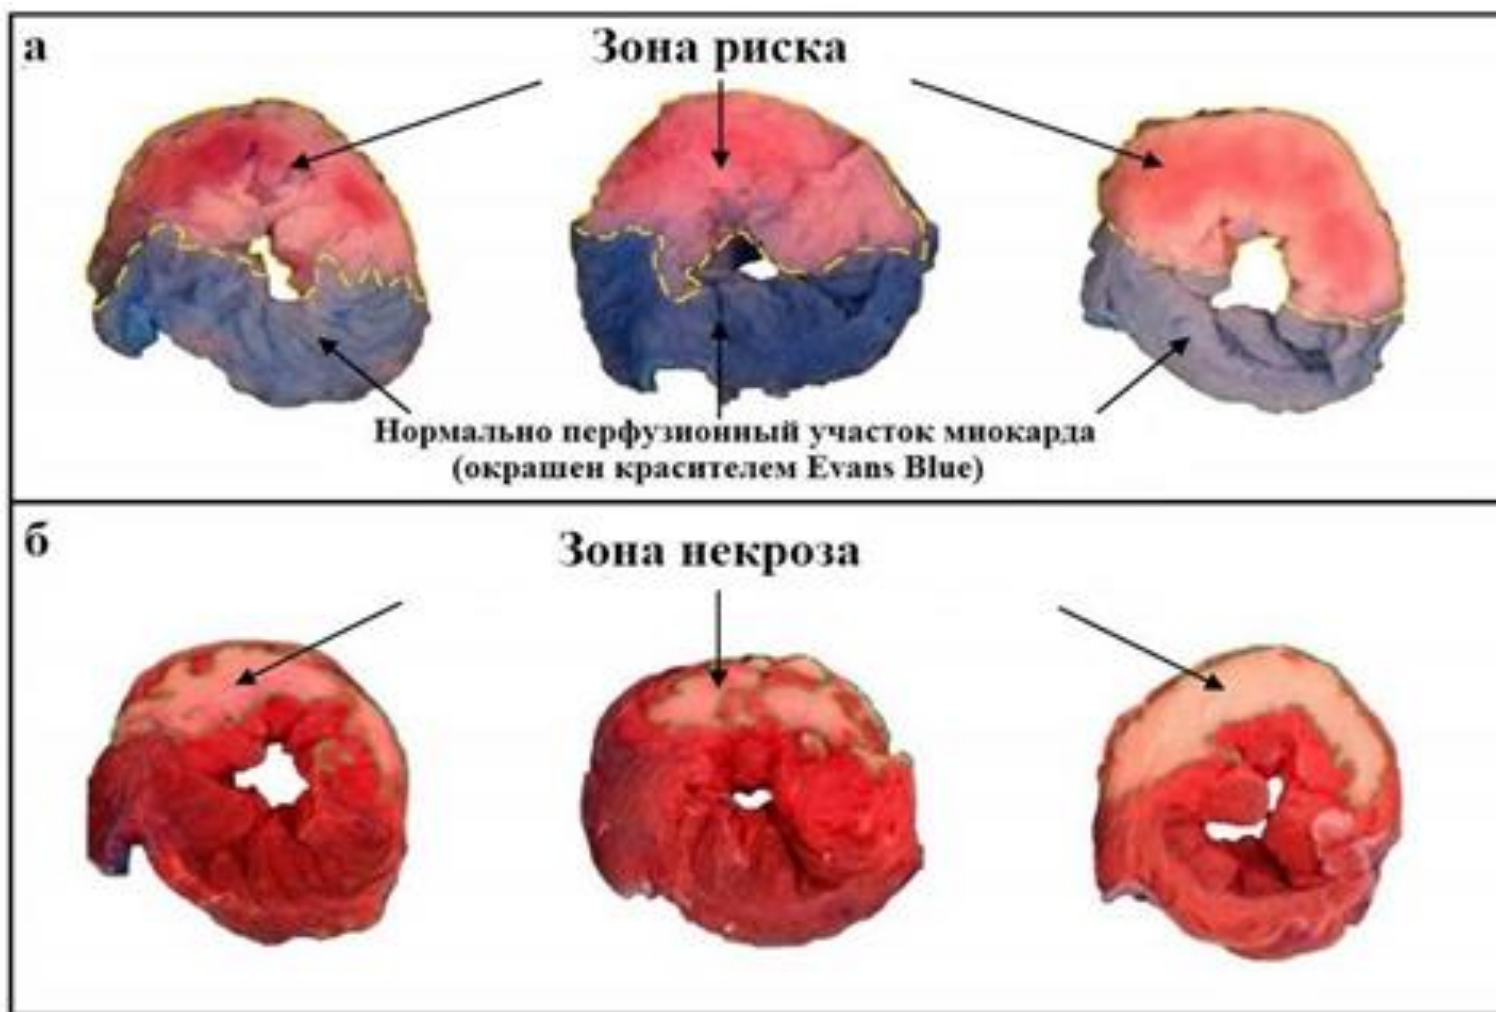 а
Зона риска
Нормально перфузионный участок миокарда
(окрашен красителем Evans Blue)
б
Зона некроза